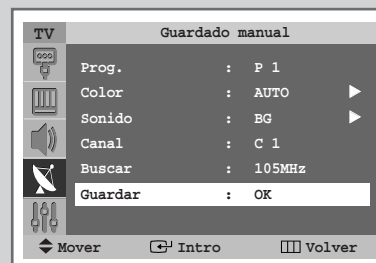 TV Guardado manual
Prog. : P 1
Color : AUTO
Sonido : BG
Canal : C 1
Buscar : 105MHz
Guardar : OK
Mover Intro Volver